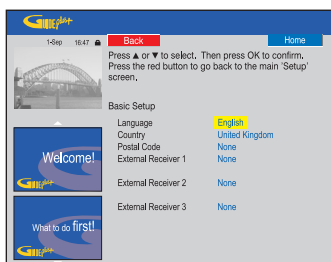 GUIDE plus+
1-Sep 16:47
Back
Home
Press ▲ or ▼ to select. Then press OK to confirm.
Press the red button to go back to the main 'Setup'
screen.
Basic Setup
Language English
Country United Kingdom
Postal Code None
External Receiver 1 None
External Receiver 2 None
External Receiver 3 None
Welcome!
GUIDE plus+
What to do first!
GUIDE plus+